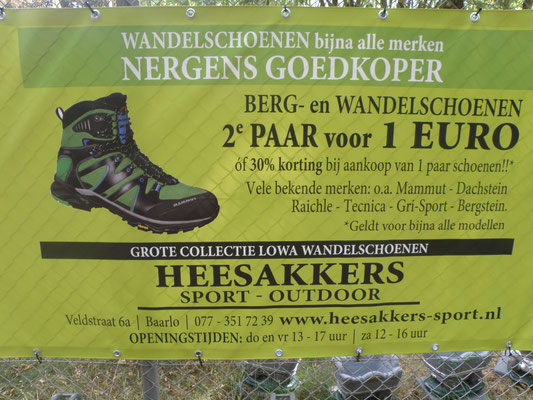 WANDELSCHOENEN bijna alle merken
NERGENS GOEDKOPER
BERG- en WANDELSCHOENEN
2e PAAR voor 1 EURO
óf 30% korting bij aankoop van 1 paar schoenen!!*
Vele bekende merken: o.a. Mammut - Dachstein
Raichle - Tecnica - Gri-Sport - Bergstein.
*Geldt voor bijna alle modellen
MAMMUT
GROTE COLLECTIE LOWA WANDELSCHOENEN
HEESAKKERS
SPORT - OUTDOOR
Veldstraat 6a | Baarlo | 077 - 351 72 39 www.heesakkers-sport.nl
OPENINGSTIJDEN: do en vr 13 - 17 uur | za 12 - 16 uur